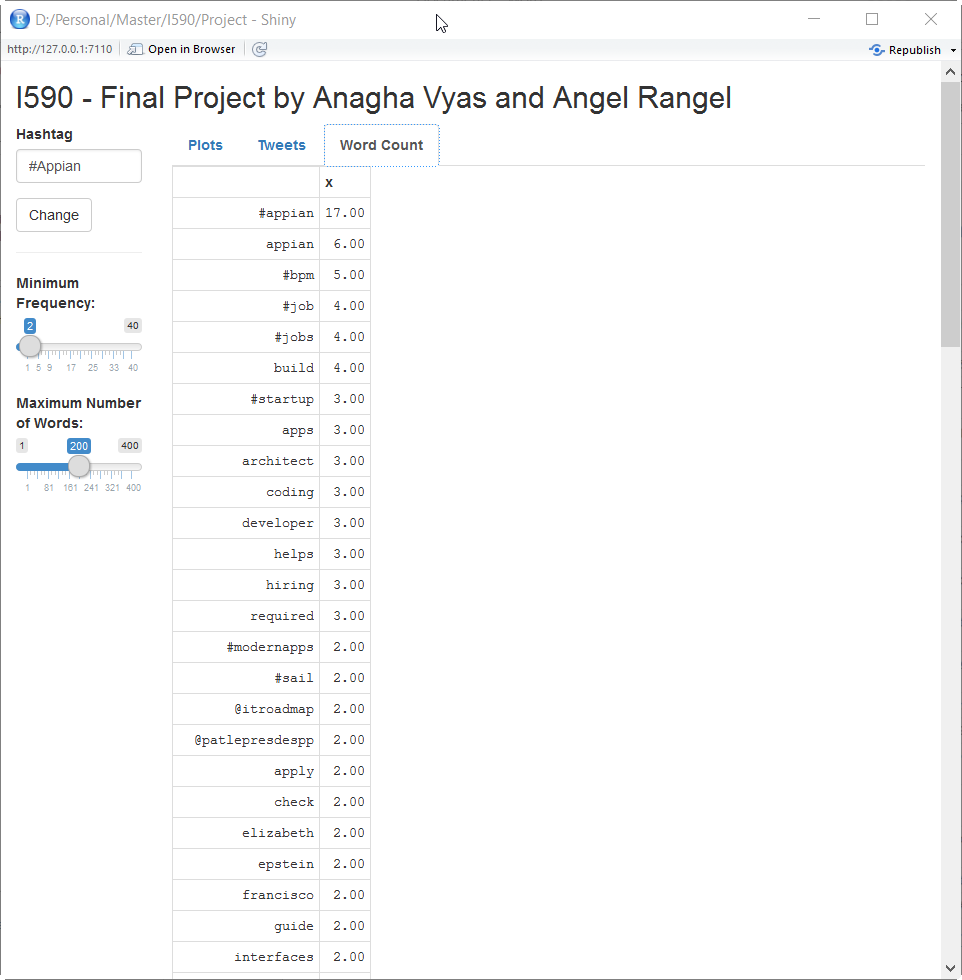 D:/Personal/Master/I590/Project - Shiny
http://127.0.0.1:7110 Open in Browser Republish
I590 - Final Project by Anagha Vyas and Angel Rangel
Hashtag
#Appian
Change
Minimum
Frequency:
2 40
1 5 9 17 25 33 40
Maximum Number
of Words:
1 200 400
1 81 161 241 321 400
Plots Tweets Word Count
x
#appian 17.00
appian 6.00
#bpm 5.00
#job 4.00
#jobs 4.00
build 4.00
#startup 3.00
apps 3.00
architect 3.00
coding 3.00
developer 3.00
helps 3.00
hiring 3.00
required 3.00
#modernapps 2.00
#sail 2.00
@itroadmap 2.00
@patlepresdespp 2.00
apply 2.00
check 2.00
elizabeth 2.00
epstein 2.00
francisco 2.00
guide 2.00
interfaces 2.00